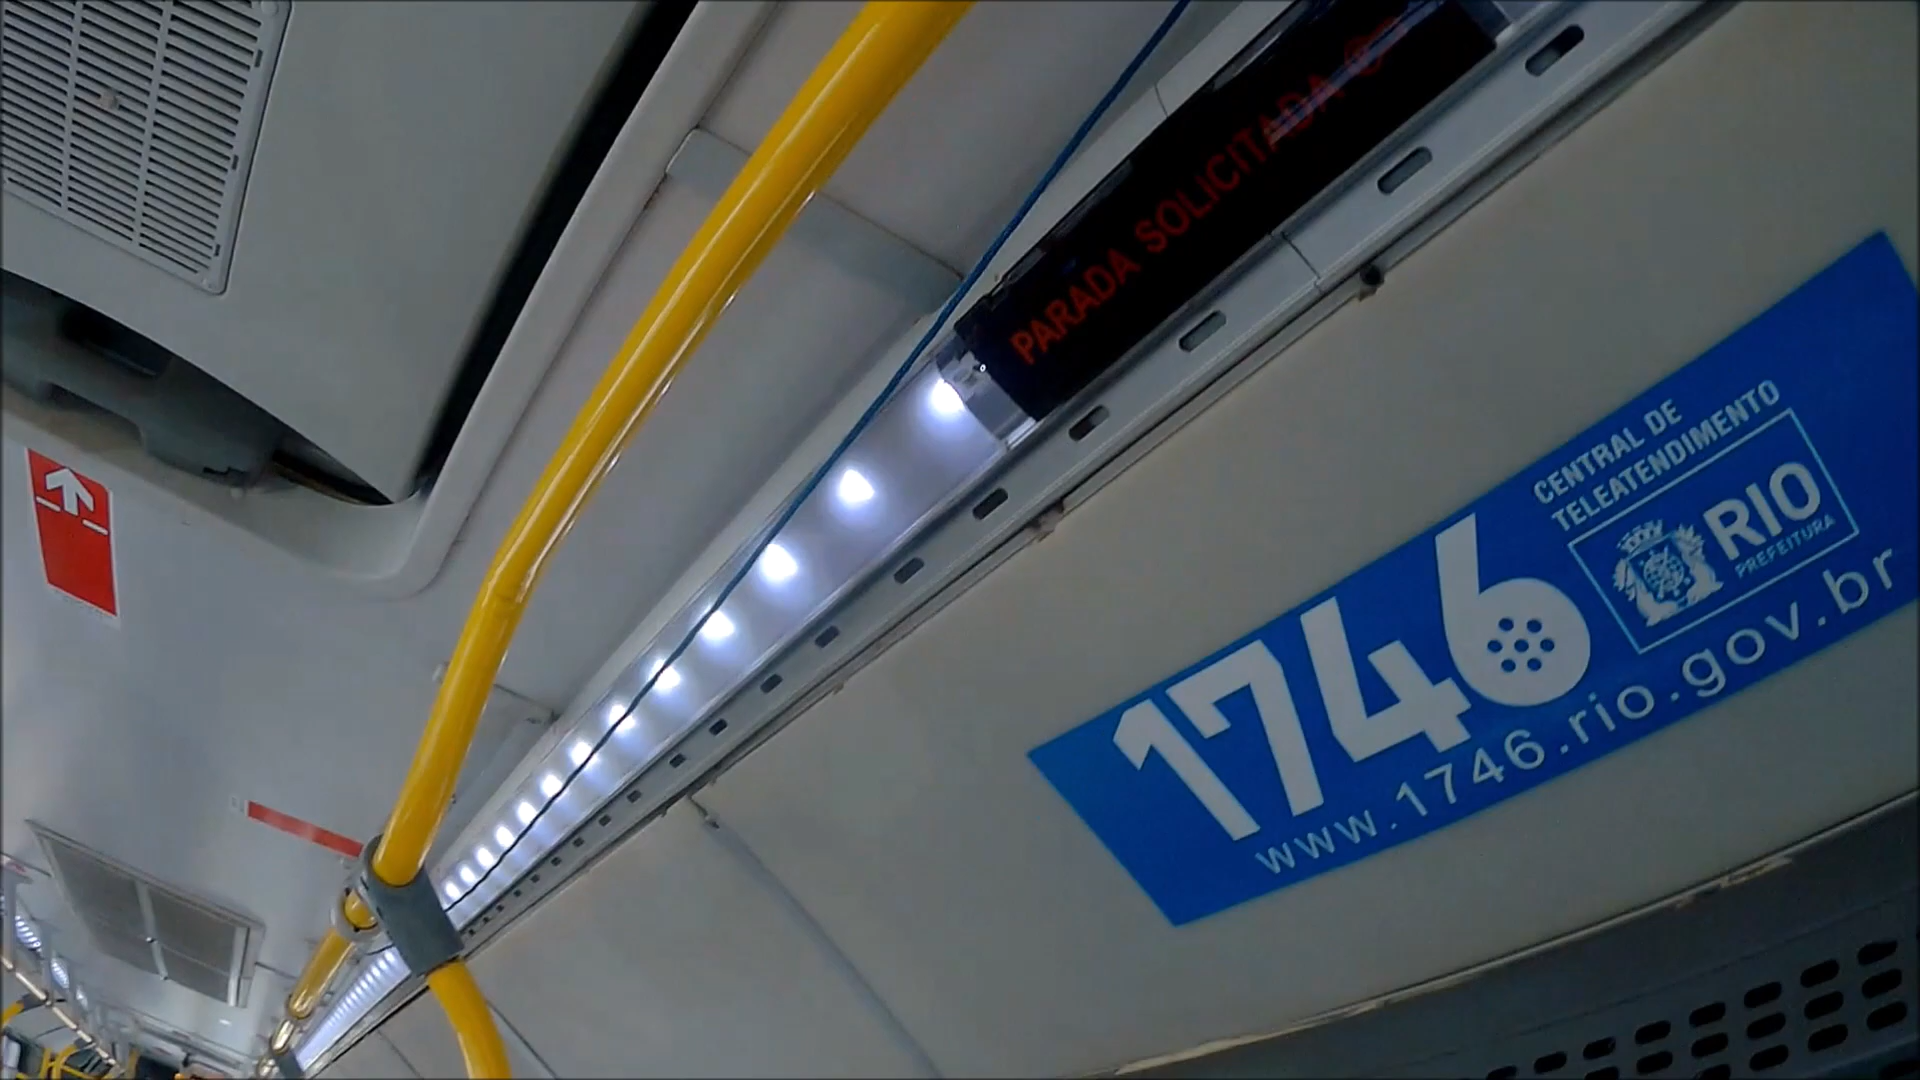 PARADA SOLICITADA
CENTRAL DE
TELEATENDIMENTO
1746
RIO
PREFEITURA
www.1746.rio.gov.br